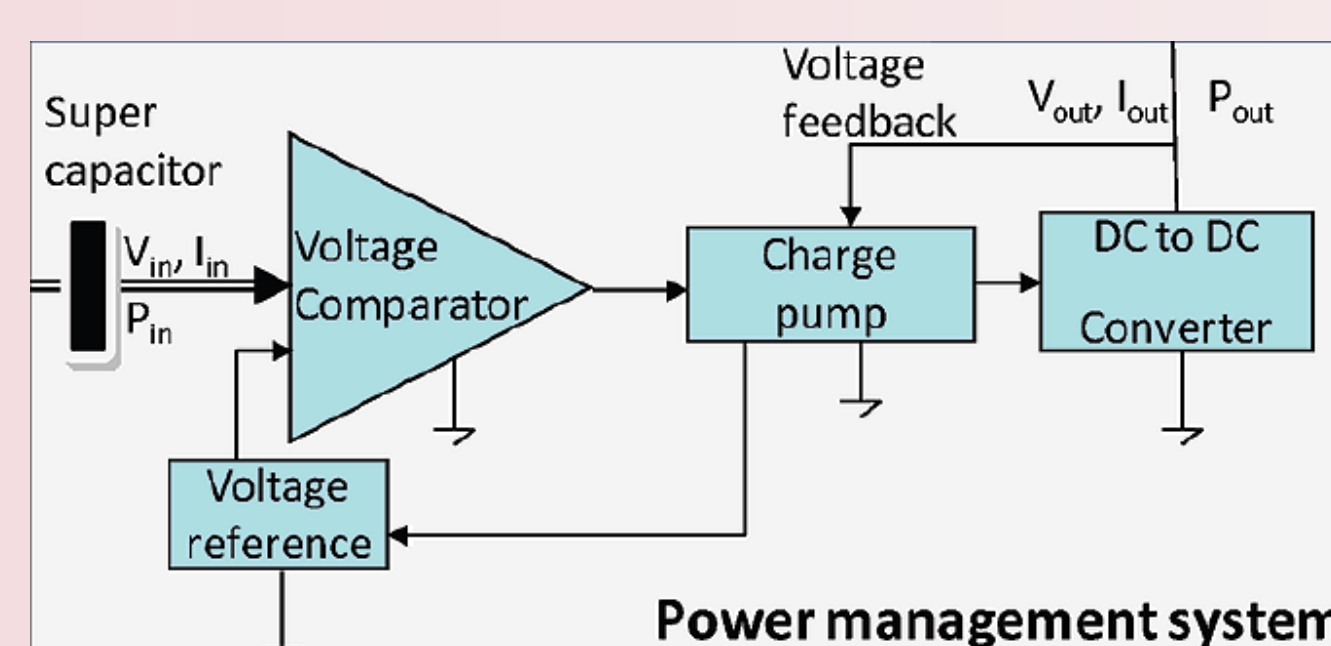 Super
capacitor
Voltage
feedback
Vout, Iout
Pout
Vin, Iin
Pin
Voltage
Comparator
Charge
pump
DC to DC
Converter
Voltage
reference
Power management system